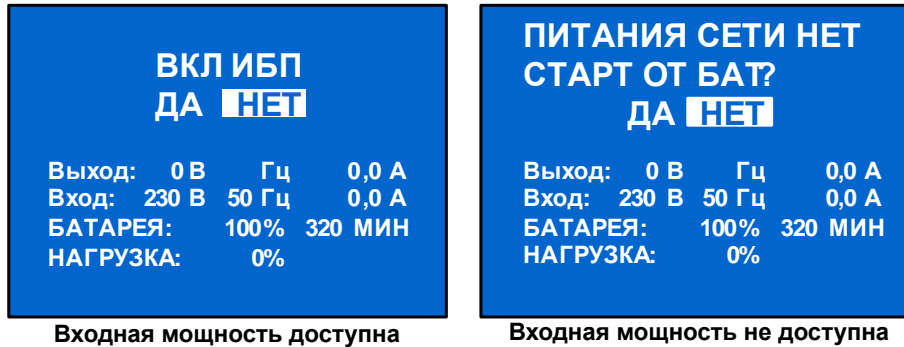 ВКЛ ИБП
ДА НЕТ
Выход: 0 В Гц 0,0 А
Вход: 230 В 50 Гц 0,0 А
БАТАРЕЯ: 100% 320 МИН
НАГРУЗКА: 0%
Входная мощность доступна
ПИТАНИЯ СЕТИ НЕТ
СТАРТ ОТ БАТ?
ДА НЕТ
Выход: 0 В Гц 0,0 А
Вход: 230 В 50 Гц 0,0 А
БАТАРЕЯ: 100% 320 МИН
НАГРУЗКА: 0%
Входная мощность не доступна